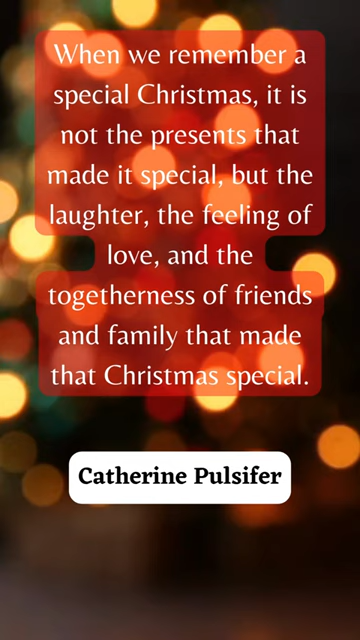 When we remember a
special Christmas, it is
not the presents that
made it special, but the
laughter, the feeling of
love, and the
togetherness of friends
and family that made
that Christmas special.
Catherine Pulsifer